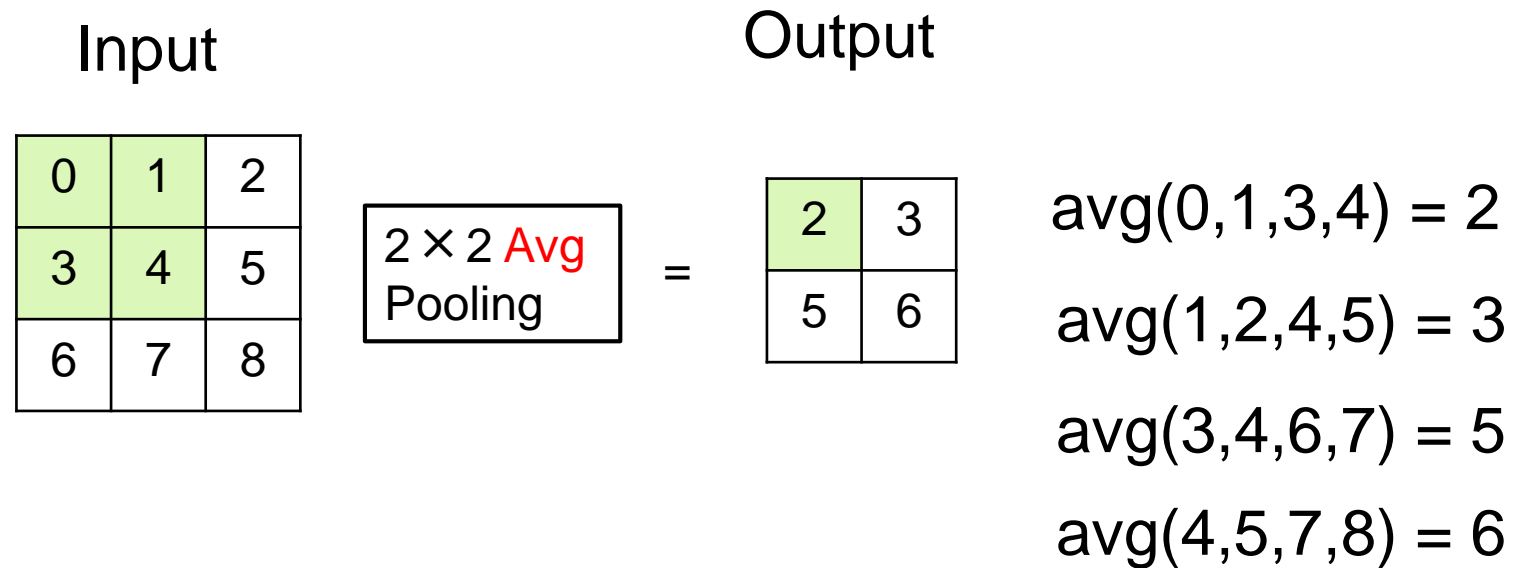 Input
Output
0 1 2
3 4 5
6 7 8
2 × 2 Avg
Pooling
=
2 3
5 6
avg(0,1,3,4) = 2
avg(1,2,4,5) = 3
avg(3,4,6,7) = 5
avg(4,5,7,8) = 6